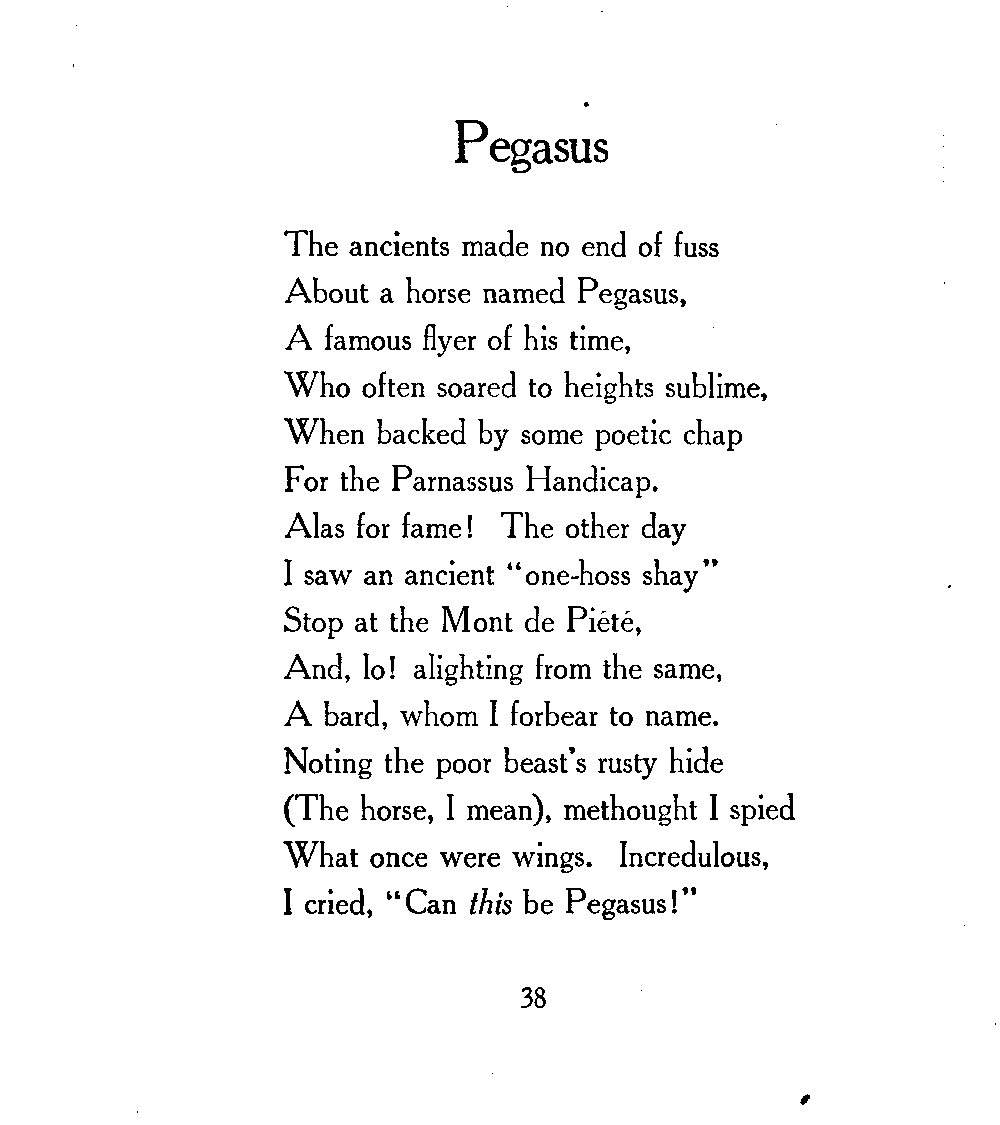 Pegasus
The ancients made no end of fuss
About a horse named Pegasus,
A famous flyer of his time,
Who often soared to heights sublime,
When backed by some poetic chap
For the Parnassus Handicap.
Alas for fame! The other day
I saw an ancient “one-hoss shay”
Stop at the Mont de Piété,
And, lo! alighting from the same,
A bard, whom I forbear to name.
Noting the poor beast's rusty hide
(The horse, I mean), methought I spied
What once were wings. Incredulous,
I cried, “Can this be Pegasus!”
38